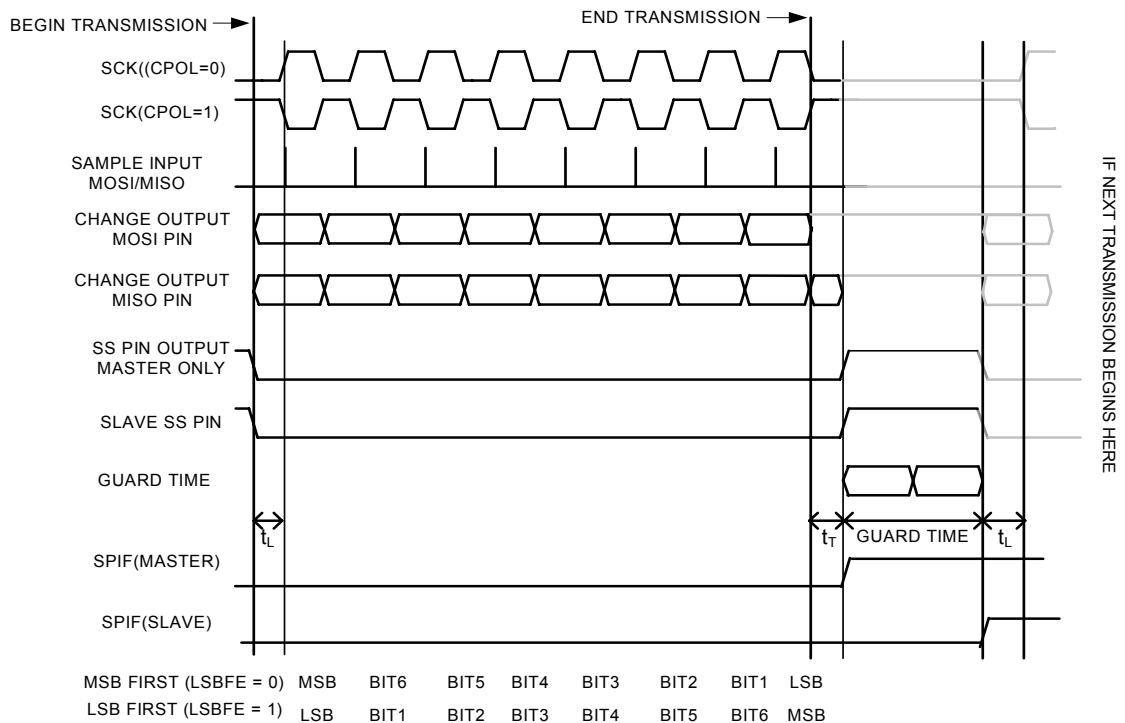 BEGIN TRANSMISSION
END TRANSMISSION
SCK((CPOL=0)
SCK(CPOL=1)
SAMPLE INPUT
MOSI/MISO
CHANGE OUTPUT
MOSI PIN
CHANGE OUTPUT
MISO PIN
SS PIN OUTPUT
MASTER ONLY
SLAVE SS PIN
GUARD TIME
tL
tT
GUARD TIME
tL
SPIF(MASTER)
SPIF(SLAVE)
MSB FIRST (LSBFE = 0) MSB BIT6 BIT5 BIT4 BIT3 BIT2 BIT1 LSB
LSB FIRST (LSBFE = 1) LSB BIT1 BIT2 BIT3 BIT4 BIT5 BIT6 MSB
IF NEXT TRANSMISSION BEGINS HERE